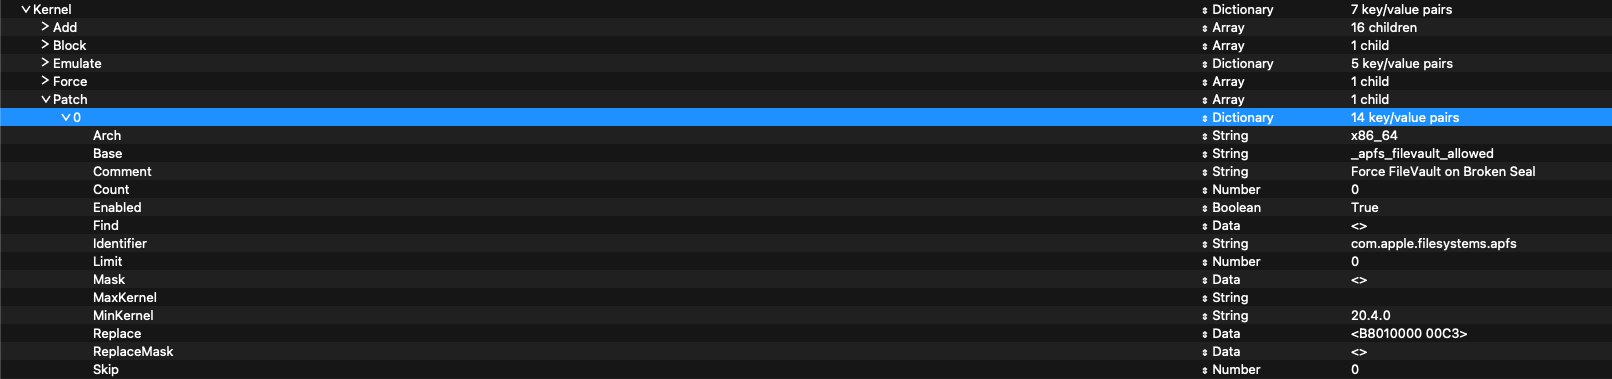 Kernel Dictionary 7 key/value pairs
Add Array 16 children
Block Array 1 child
Emulate Dictionary 5 key/value pairs
Force Array 1 child
Patch Array 1 child
0 Dictionary 14 key/value pairs
Arch String x86_64
Base String _apfs_filevault_allowed
Comment String Force FileVault on Broken Seal
Count Number 0
Enabled Boolean True
Find Data <>
Identifier String com.apple.filesystems.apfs
Limit Number 0
Mask Data <>
MaxKernel String
MinKernel String 20.4.0
Replace Data <B8010000 00C3>
ReplaceMask Data <>
Skip Number 0